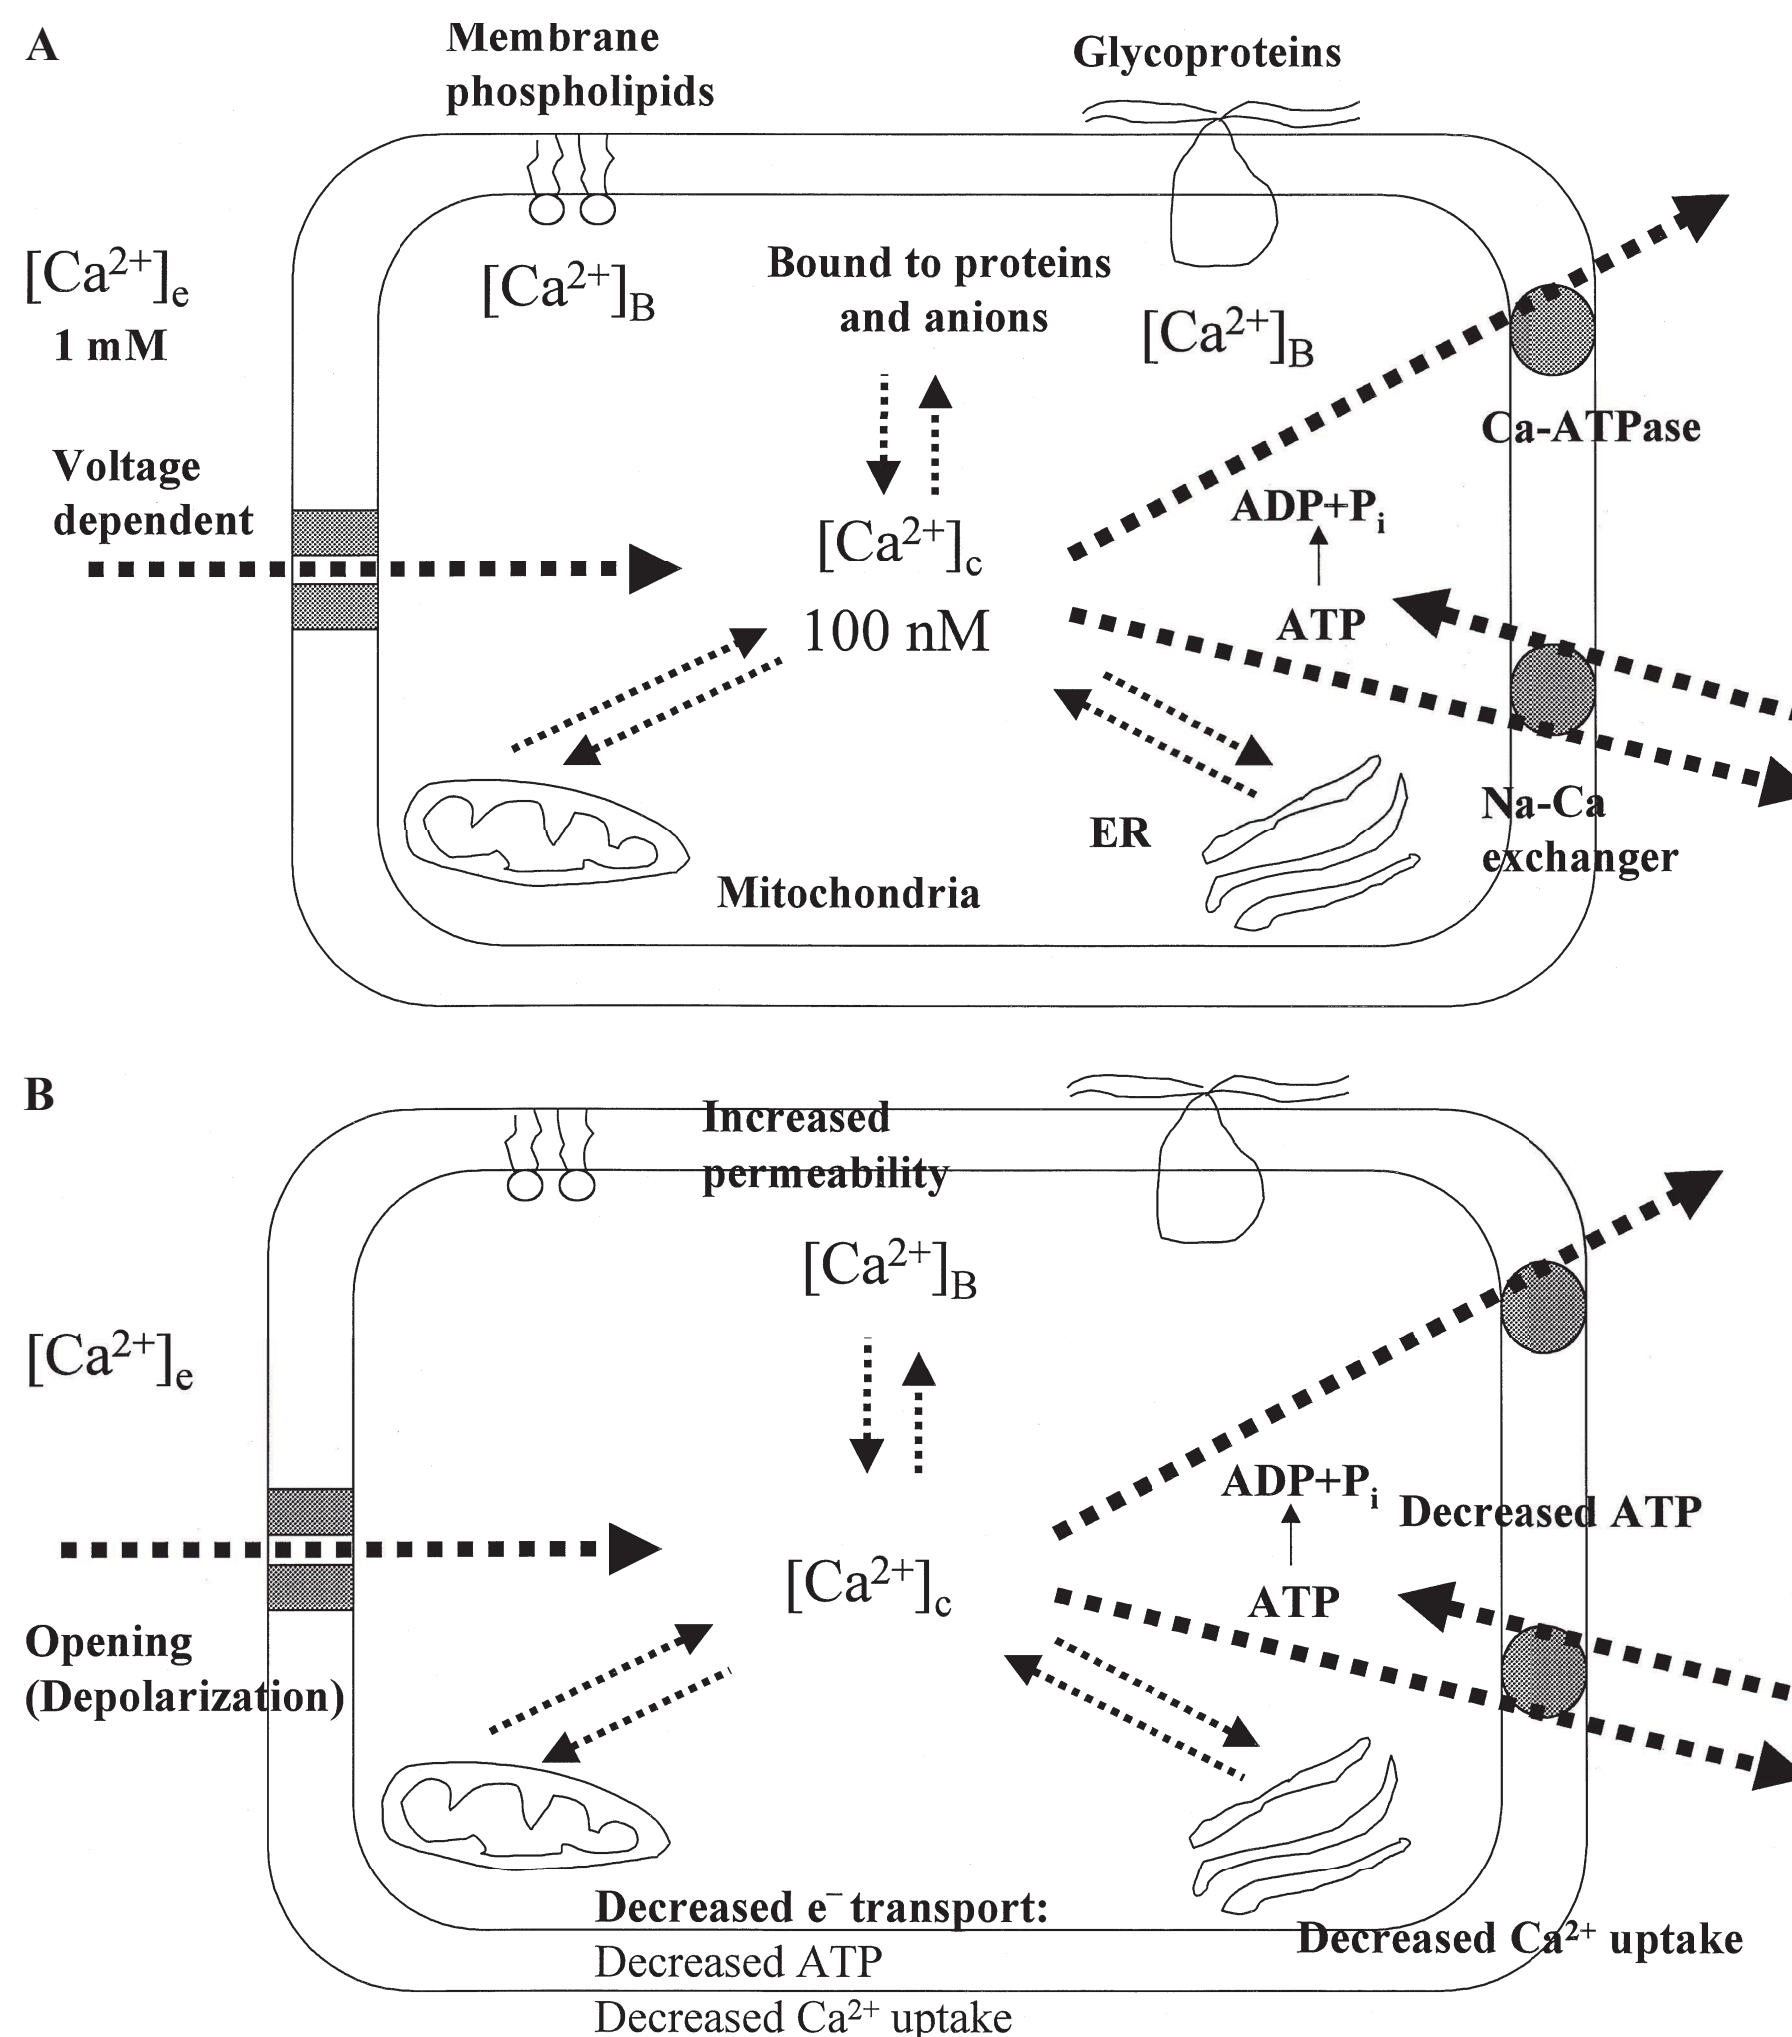 A
Membrane
phospholipids
Glycoproteins
[Ca²⁺]e
1 mM
[Ca²⁺]B
Bound to proteins
and anions
[Ca²⁺]B
Ca-ATPase
Voltage
dependent
ADP+Pi
[Ca²⁺]c
100 nM
ATP
Na-Ca
exchanger
ER
Mitochondria
B
Increased
permeability
[Ca²⁺]B
[Ca²⁺]e
ADP+Pi
Decreased ATP
[Ca²⁺]c
ATP
Opening
(Depolarization)
Decreased e⁻ transport:
Decreased ATP
Decreased Ca²⁺ uptake
Decreased Ca²⁺ uptake